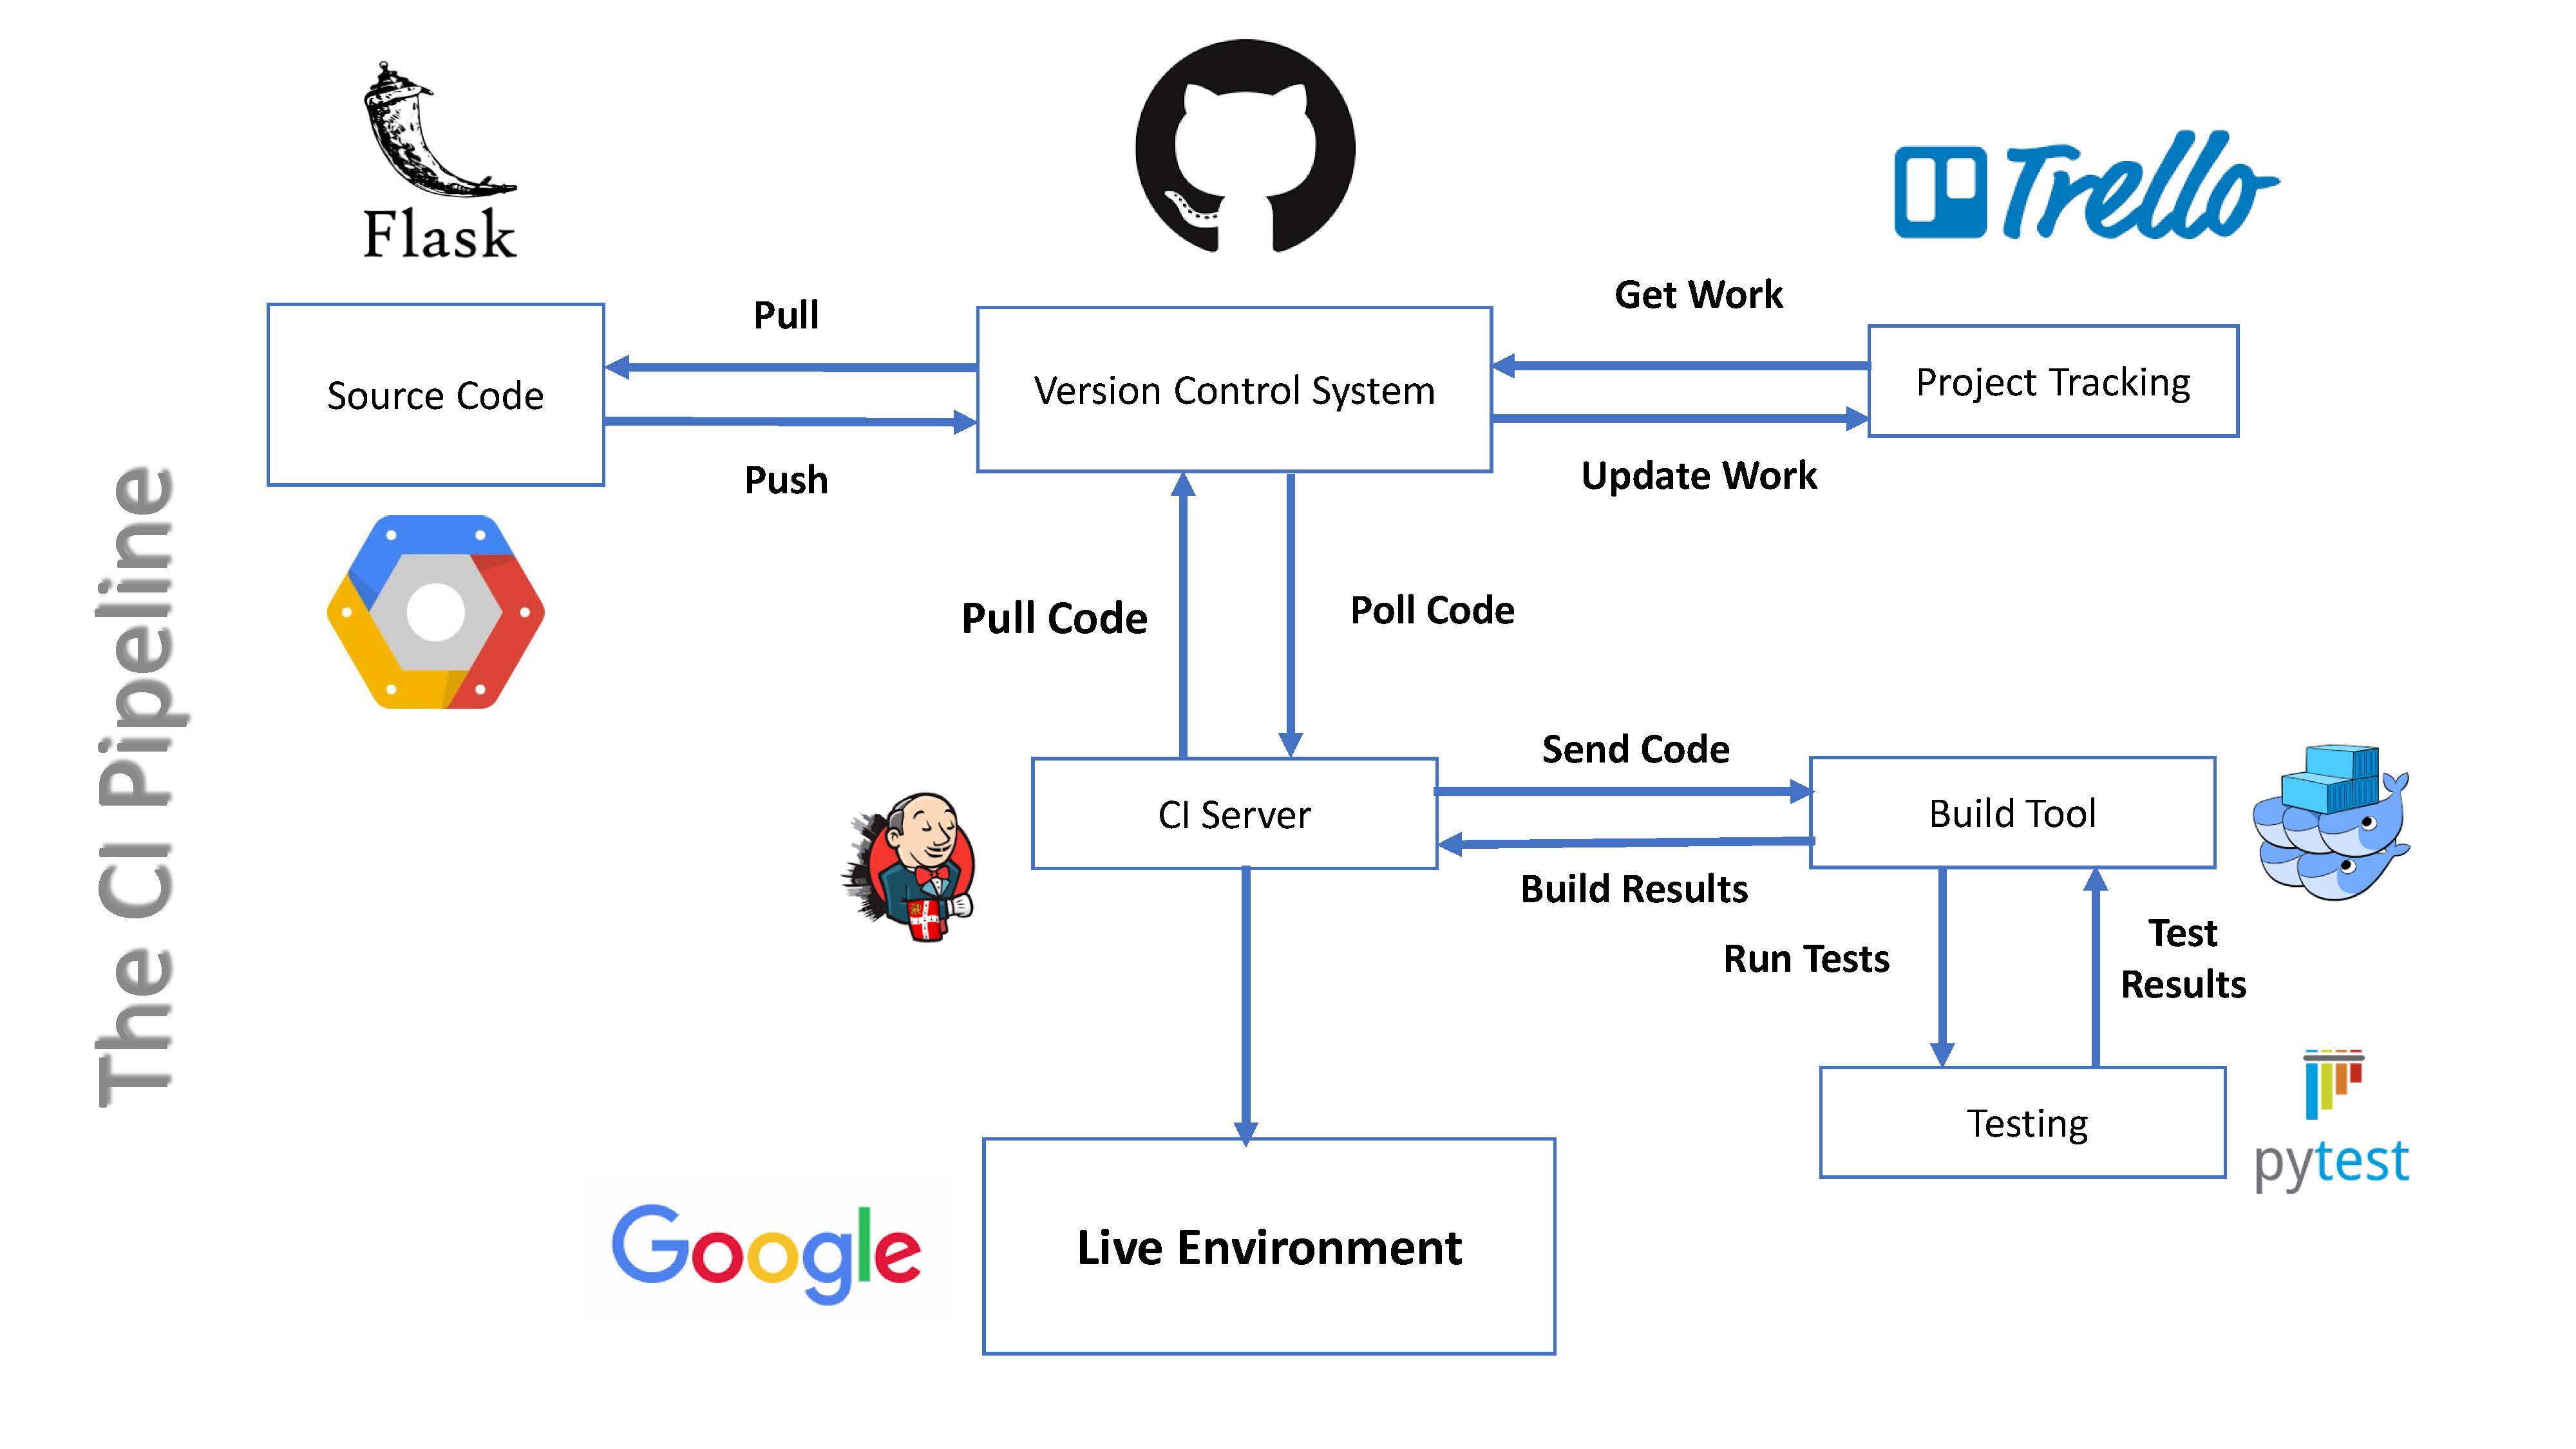 The CI Pipeline
Flask
Trello
Source Code
Pull
Push
Version Control System
Get Work
Update Work
Project Tracking
Pull Code
Poll Code
CI Server
Send Code
Build Results
Build Tool
Run Tests
Test
Results
Testing
pytest
Google
Live Environment